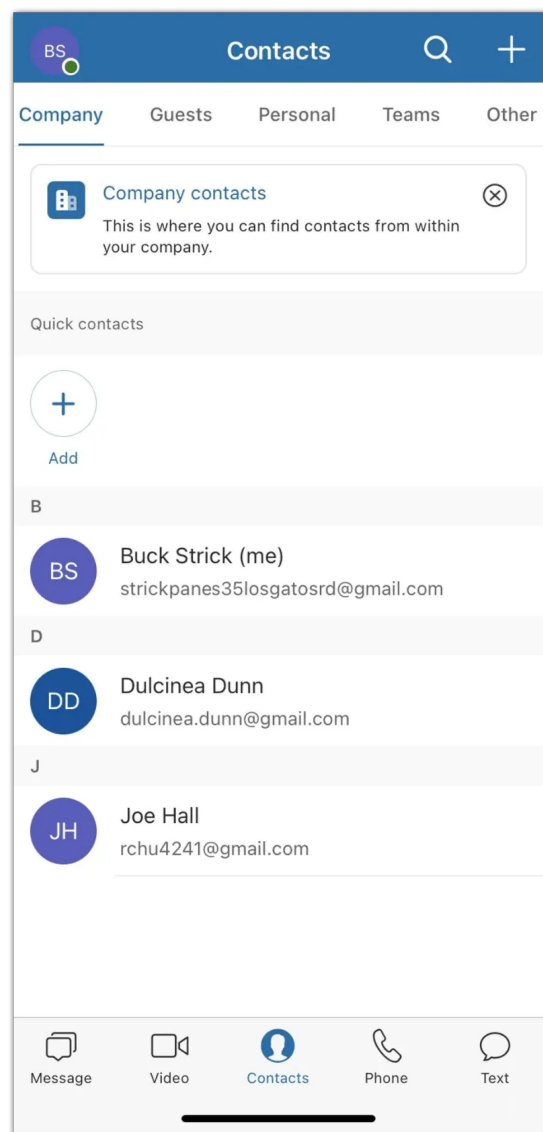 BS
Contacts
Company Guests Personal Teams Other
Company contacts
This is where you can find contacts from within
your company.
Quick contacts
Add
B
BS
Buck Strick (me)
strickpanes35losgatosrd@gmail.com
D
DD
Dulcinea Dunn
dulcinea.dunn@gmail.com
J
JH
Joe Hall
rchu4241@gmail.com
Message Video Contacts Phone Text